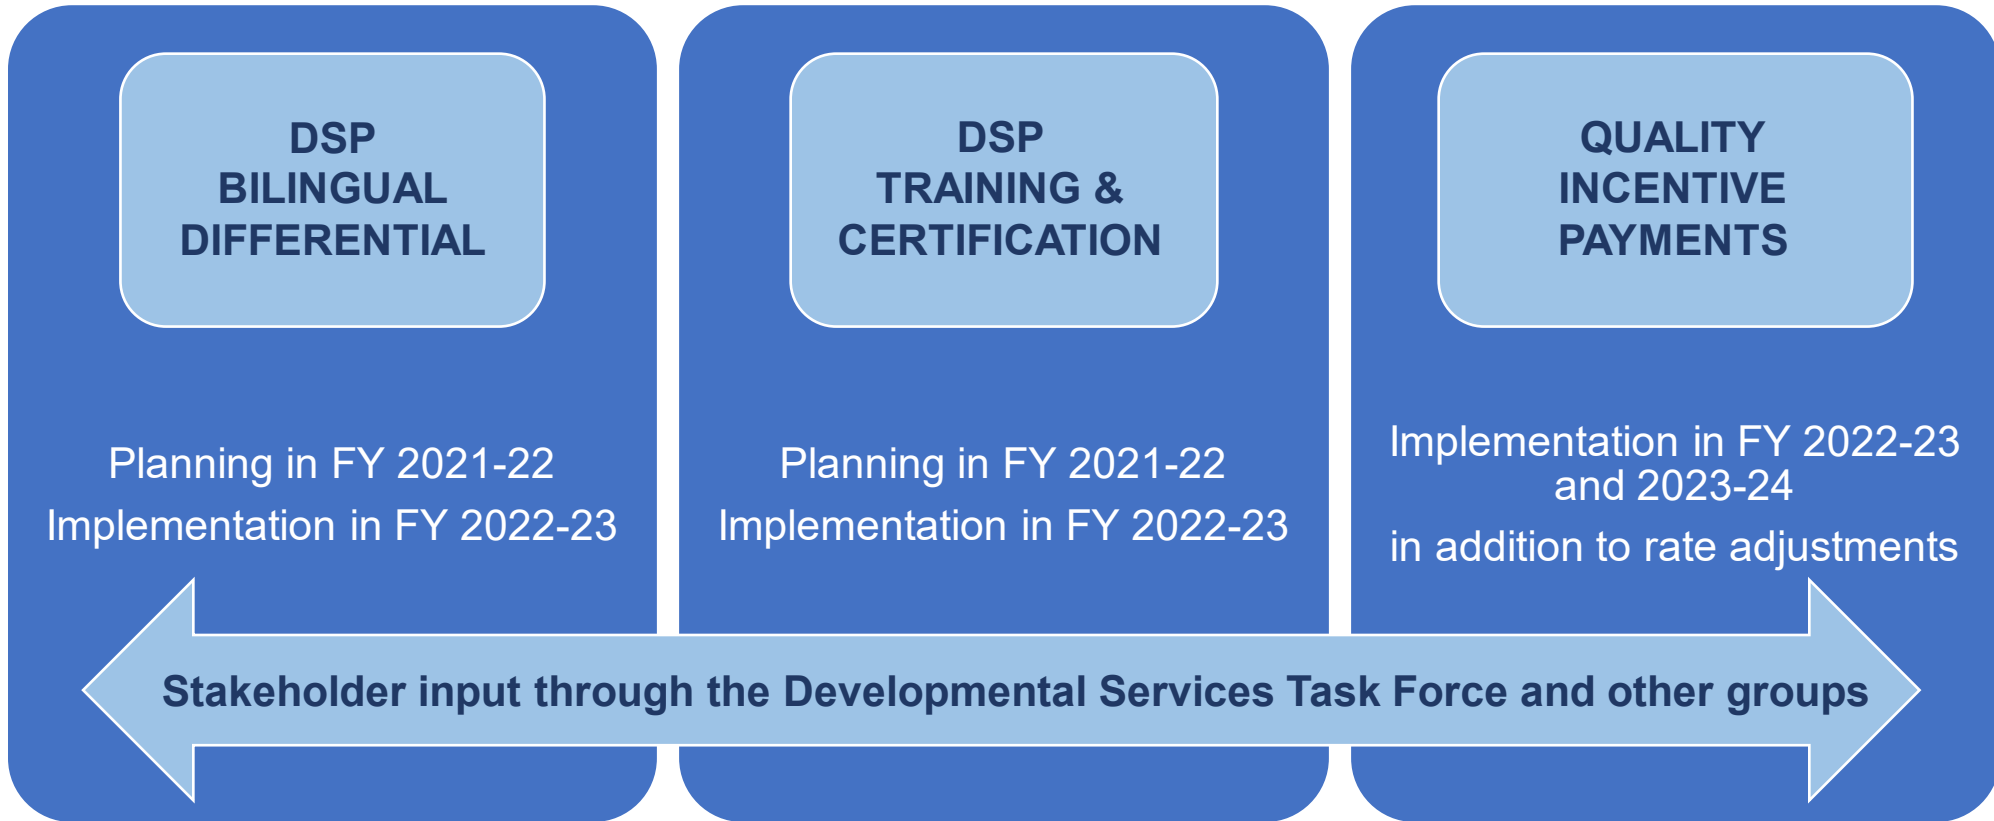 DSP
BILINGUAL
DIFFERENTIAL
Planning in FY 2021-22
Implementation in FY 2022-23
DSP
TRAINING &
CERTIFICATION
Planning in FY 2021-22
Implementation in FY 2022-23
QUALITY
INCENTIVE
PAYMENTS
Implementation in FY 2022-23
and 2023-24
in addition to rate adjustments
Stakeholder input through the Developmental Services Task Force and other groups